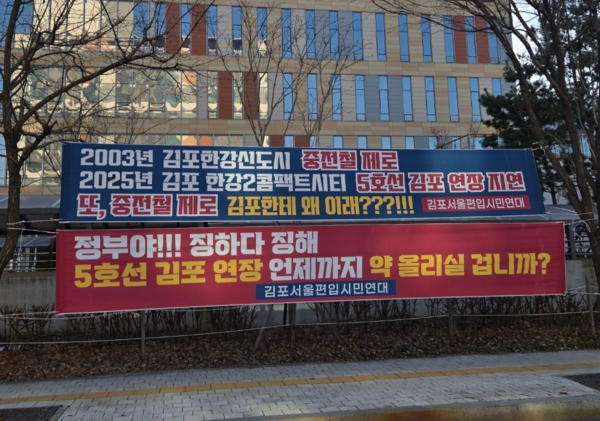 2003년 김포한강신도시 중전철 제로
2025년 김포 한강2콤팩트시티 5호선 김포 연장 지연
또, 중전철 제로 김포한테 왜 이래???!!! 김포서울편입시민연대
정부야!!! 징하다 징해
5호선 김포 연장 언제까지 약 올리실 겁니까?
김포서울편입시민연대